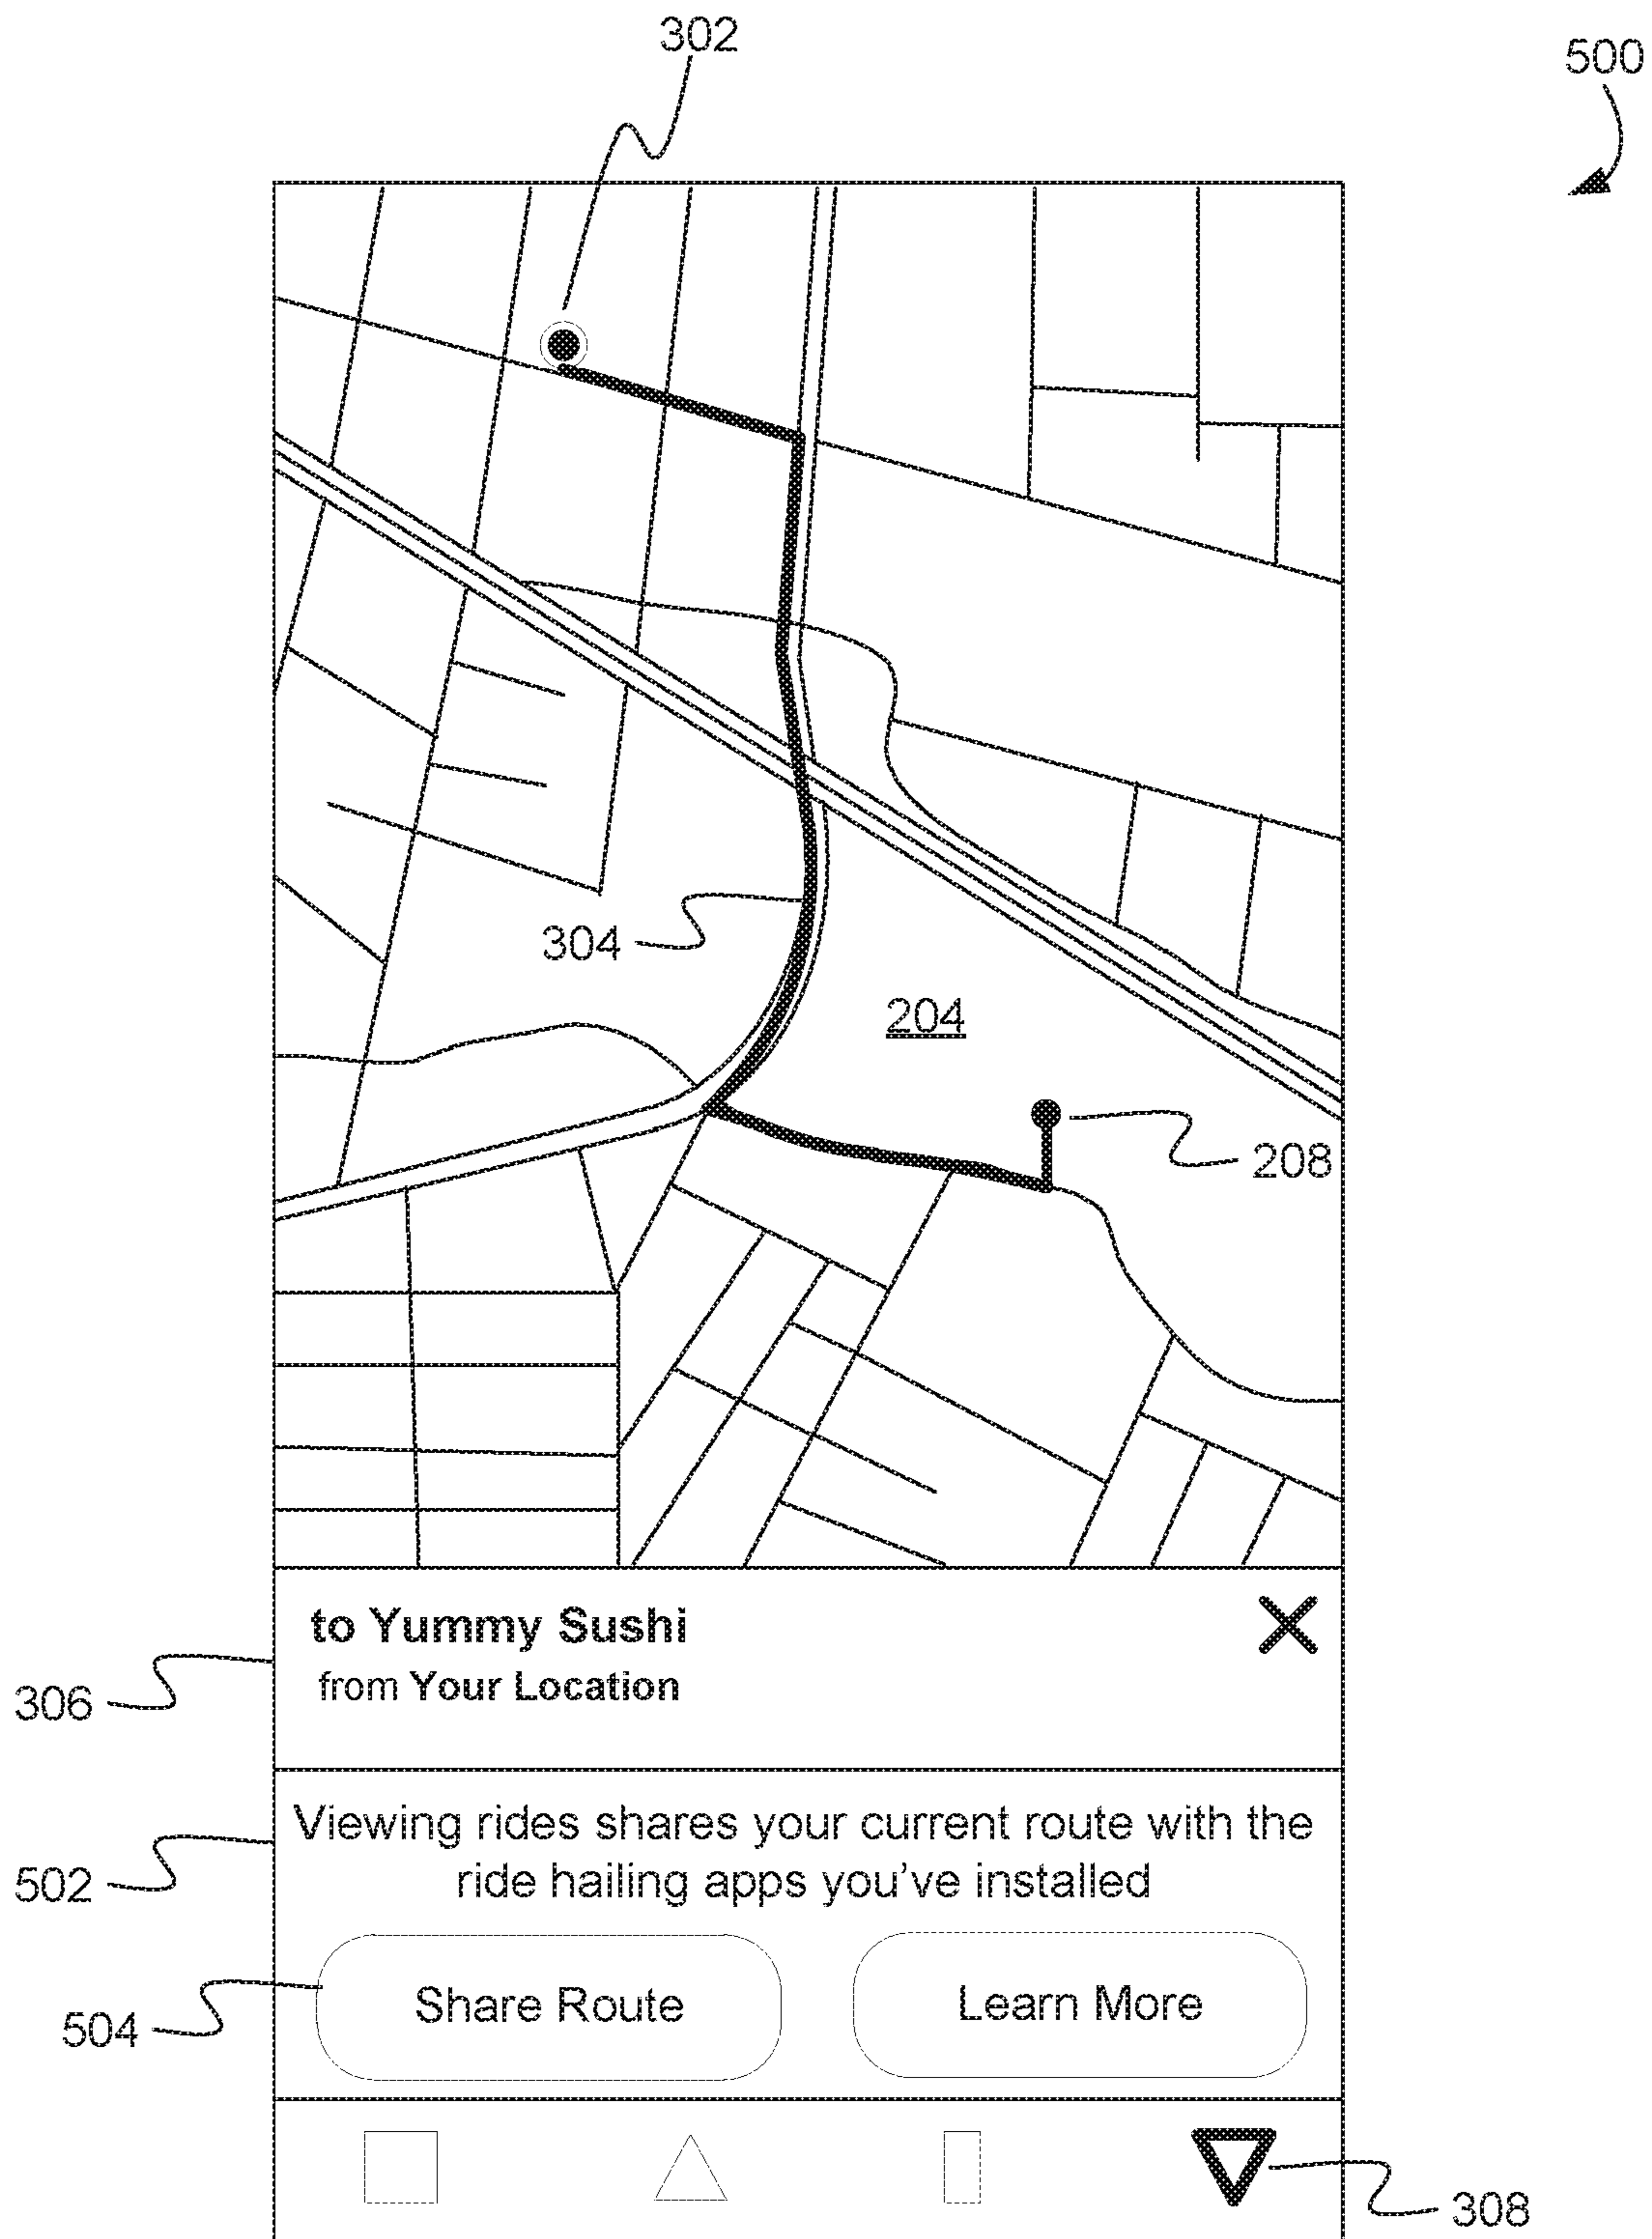 302
500
304
204
208
to Yummy Sushi
from Your Location
306
Viewing rides shares your current route with the
ride hailing apps you've installed
502
Share Route
Learn More
504
308